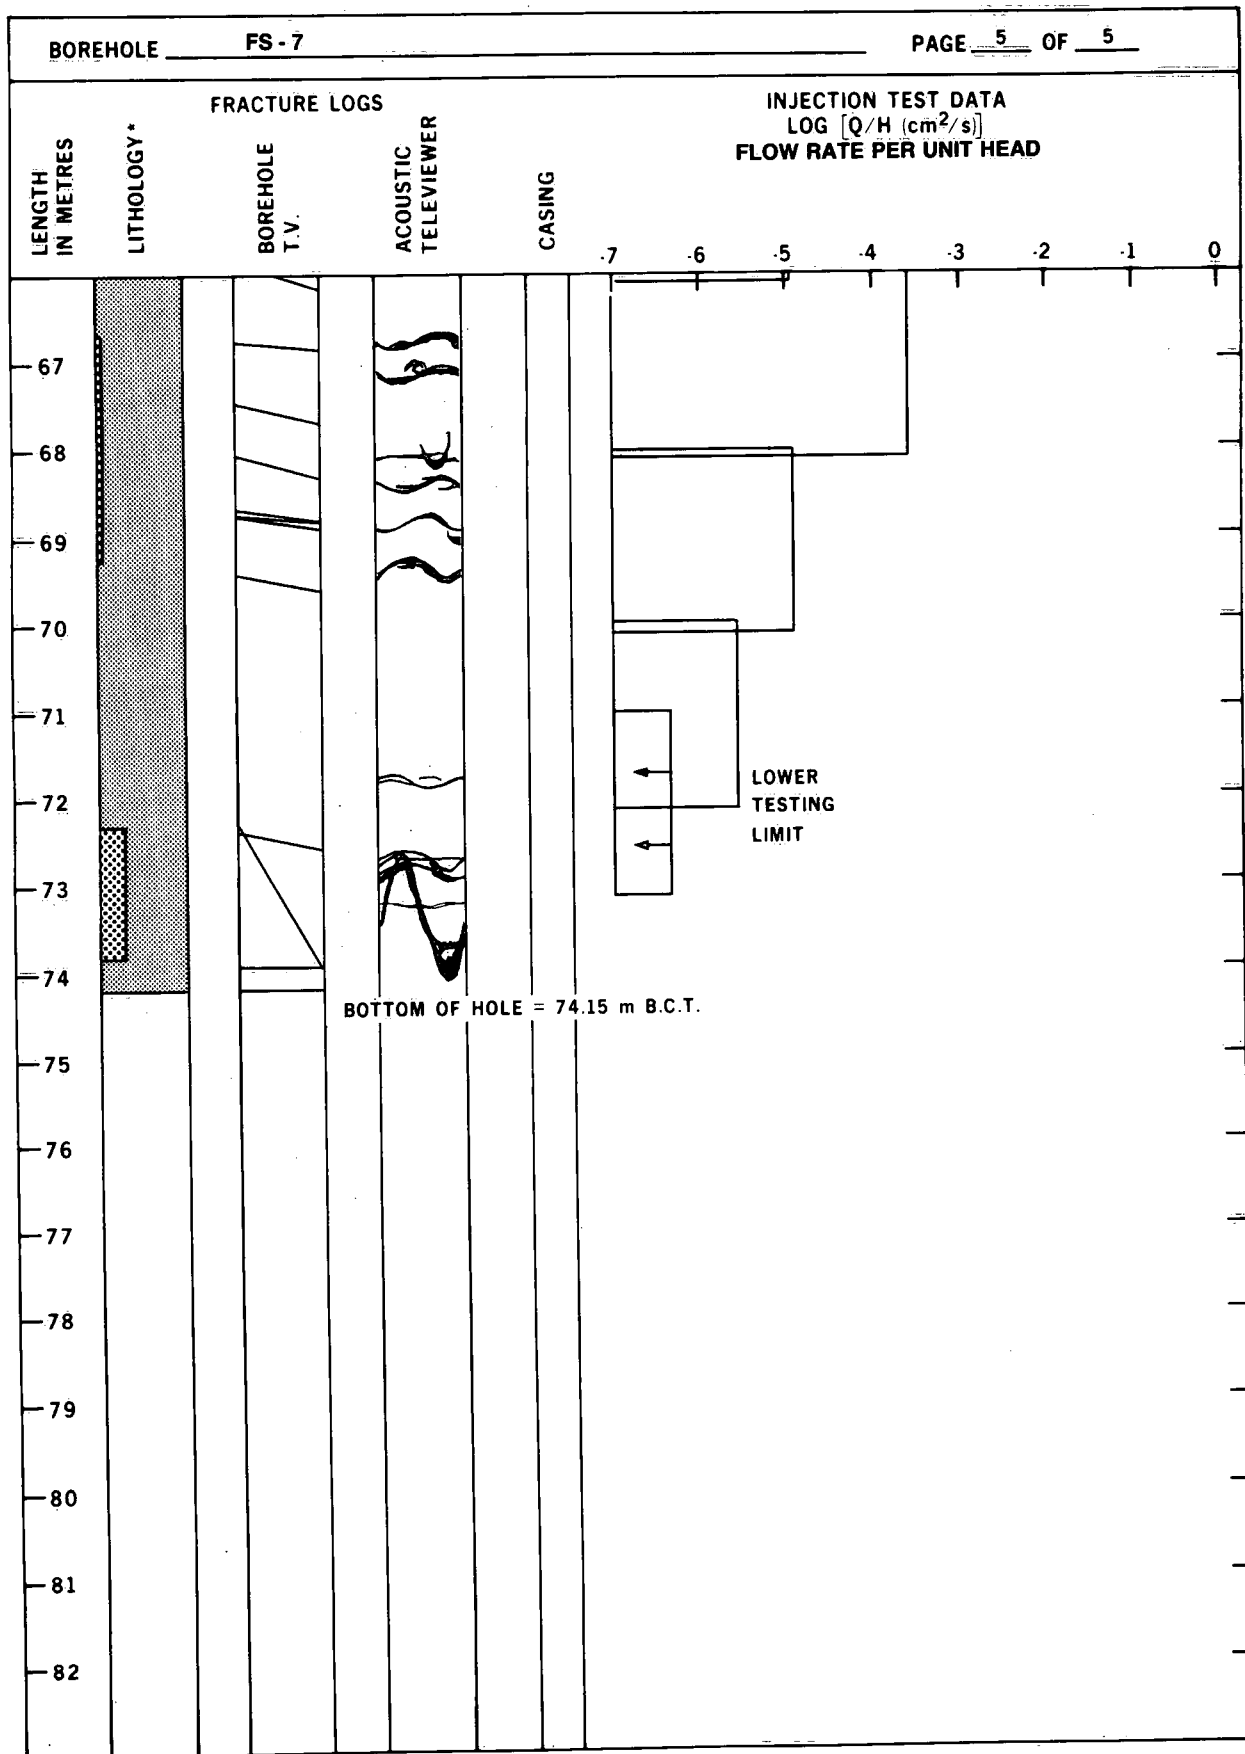 BOREHOLE FS-7 PAGE 5 OF 5
FRACTURE LOGS
INJECTION TEST DATA
LOG [Q/H (cm²/s)]
FLOW RATE PER UNIT HEAD
LENGTH IN METRES
LITHOLOGY*
BOREHOLE T.V.
ACOUSTIC TELEVIEWER
CASING
-7 -6 -5 -4 -3 -2 -1 0
67
68
69
70
71
72
73
74
75
76
77
78
79
80
81
82
LOWER
TESTING
LIMIT
BOTTOM OF HOLE = 74.15 m B.C.T.